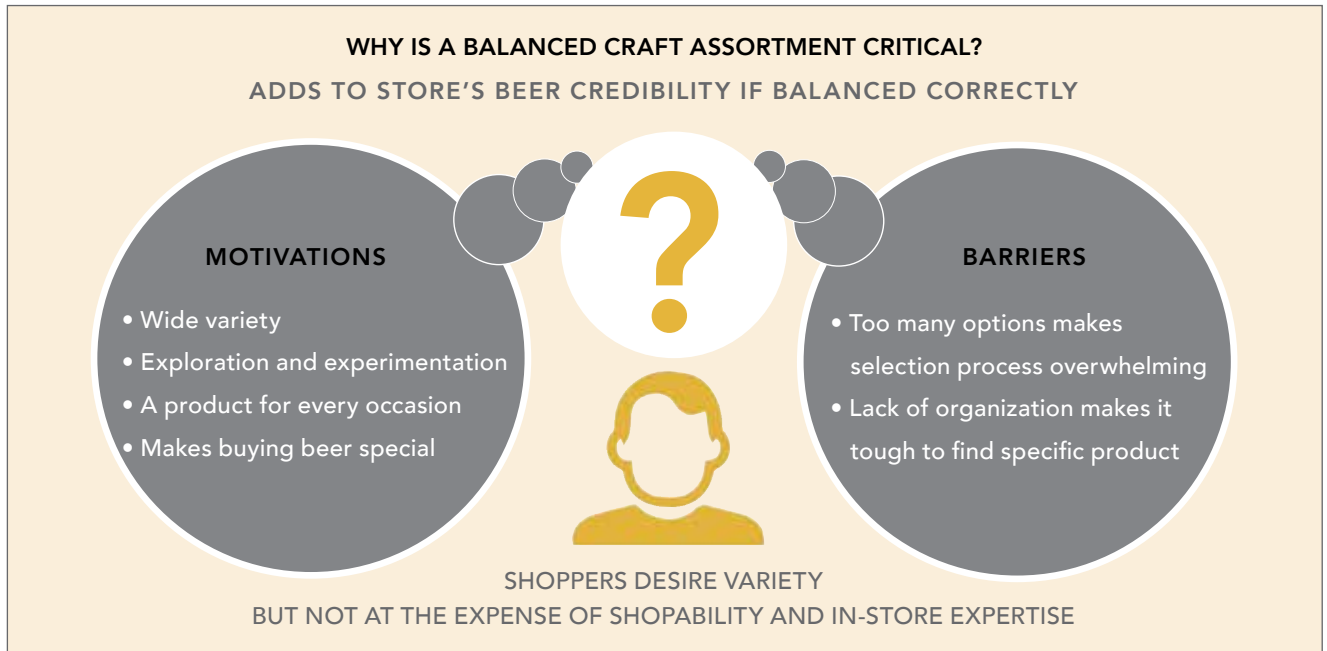 WHY IS A BALANCED CRAFT ASSORTMENT CRITICAL?
ADDS TO STORE'S BEER CREDIBILITY IF BALANCED CORRECTLY
?
MOTIVATIONS
• Wide variety
• Exploration and experimentation
• A product for every occasion
• Makes buying beer special
BARRIERS
• Too many options makes
selection process overwhelming
• Lack of organization makes it
tough to find specific product
SHOPPERS DESIRE VARIETY
BUT NOT AT THE EXPENSE OF SHOPABILITY AND IN-STORE EXPERTISE